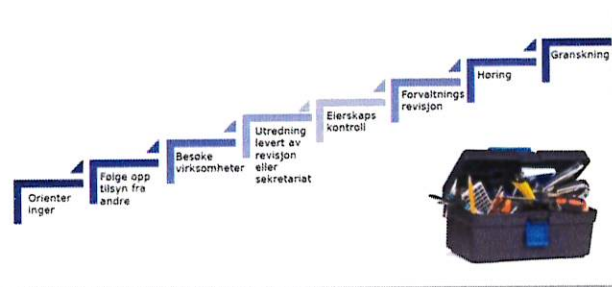 Orienter
inger
Følge opp
tilsyn fra
andre
Besøke
virksomheter
Utredning
levert av
revisjon
eller
sekretariat
Eierskaps
kontroll
Forvaltnings
revisjon
Høring
Granskning